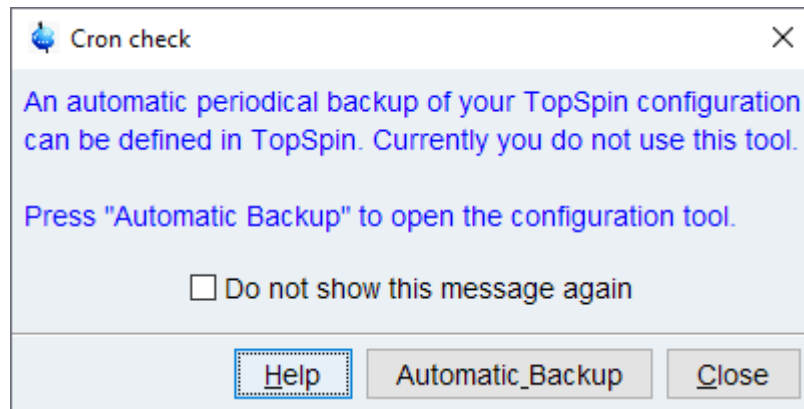 Cron check
An automatic periodical backup of your TopSpin configuration
can be defined in TopSpin. Currently you do not use this tool.
Press "Automatic Backup" to open the configuration tool.
Do not show this message again
Help Automatic_Backup Close